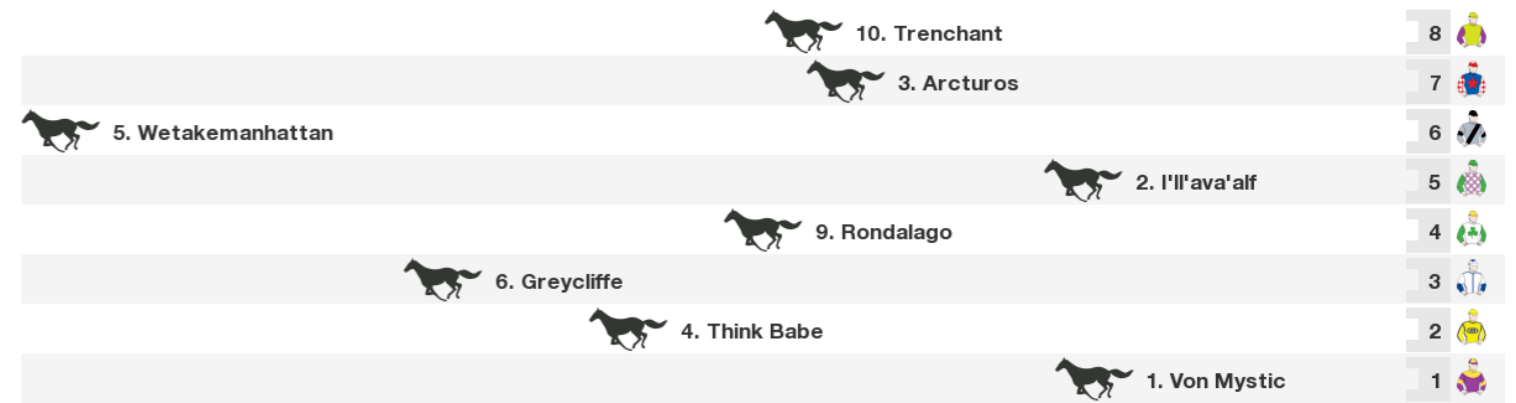 10. Trenchant 8
3. Arcturos 7
5. Wetakemanhattan 6
2. I'll'ava'alf 5
9. Rondalago 4
6. Greycliffe 3
4. Think Babe 2
1. Von Mystic 1